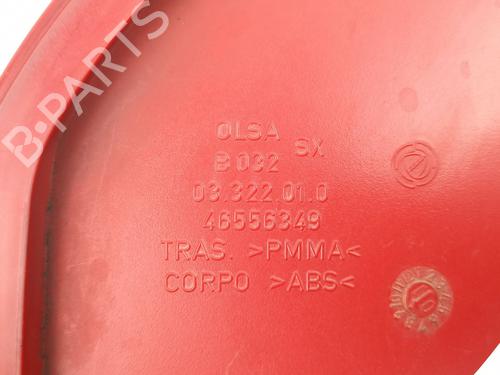 B-PARTS
OLSA SX
B 032
03.322.01.0
46556349
TRAS. >PMMA<
CORPO >ABS<